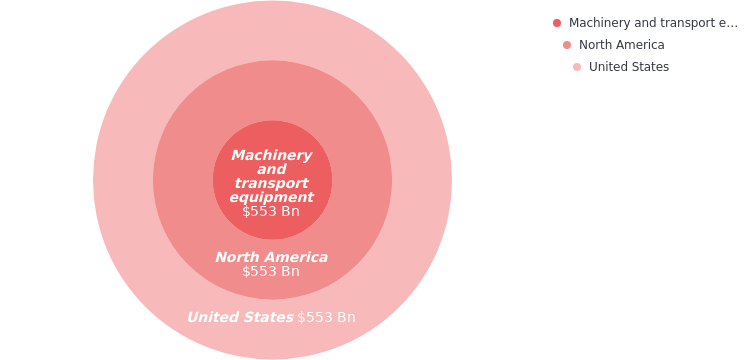 Machinery and transport e...
North America
United States
Machinery
and
transport
equipment
$553 Bn
North America
$553 Bn
United States $553 Bn